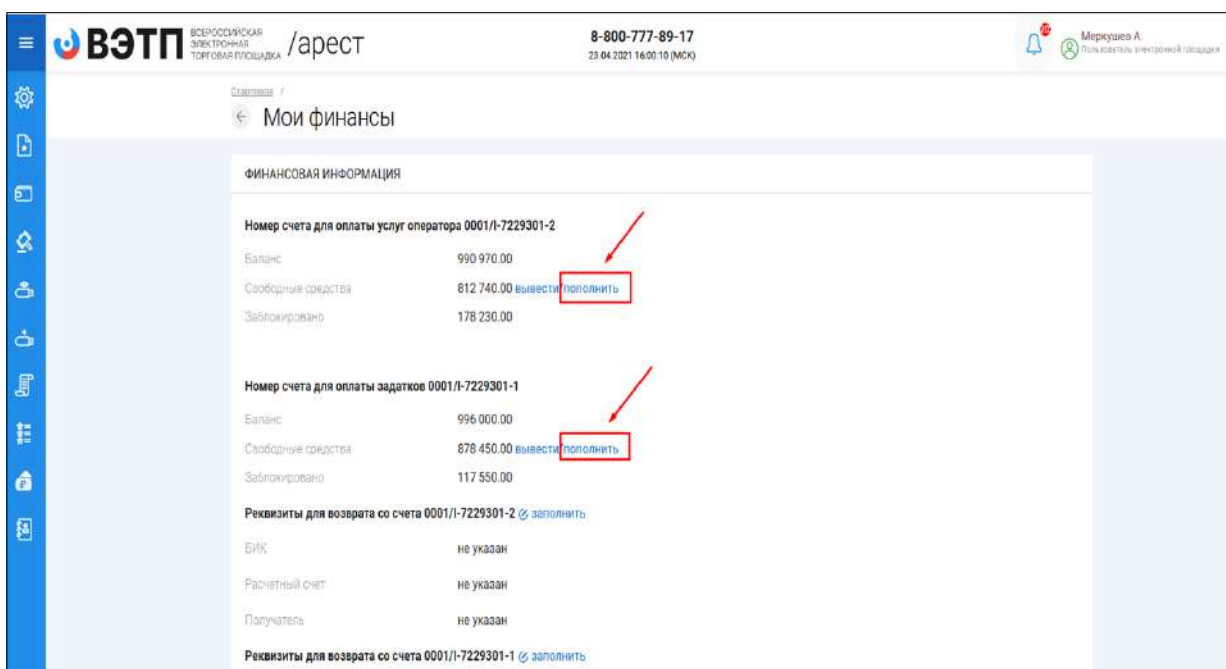 ВЭТП ВСЕРОССИЙСКАЯ ЭЛЕКТРОННАЯ ТОРГОВАЯ ПЛОЩАДКА /арест
8-800-777-89-17
23.04.2021 16:00:10 (МСК)
Меркушев А.
Пользователь электронной площадки
Стартовая /
Мои финансы
ФИНАНСОВАЯ ИНФОРМАЦИЯ
Номер счета для оплаты услуг оператора 0001/I-7229301-2
Баланс 990 970.00
Свободные средства 812 740.00 вывести/пополнить
Заблокировано 178 230.00
Номер счета для оплаты задатков 0001/I-7229301-1
Баланс 996 000.00
Свободные средства 878 450.00 вывести/пополнить
Заблокировано 117 550.00
Реквизиты для возврата со счета 0001/I-7229301-2 заполнить
БИК не указан
Расчетный счет не указан
Получатель не указан
Реквизиты для возврата со счета 0001/I-7229301-1 заполнить